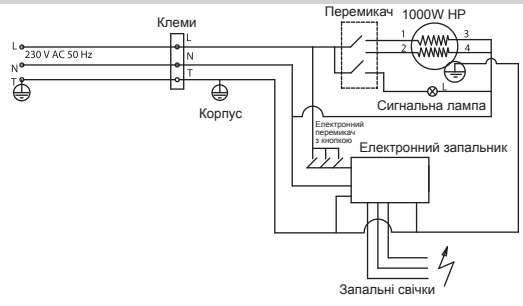 Перемикач
1000W HP
Клеми
L
230 V AC 50 Hz
N
T
L
N
T
1
2
3
4
L
Корпус
Сигнальна лампа
Електронний
перемикач
з кнопкою
Електронний запальник
Запальні свічки